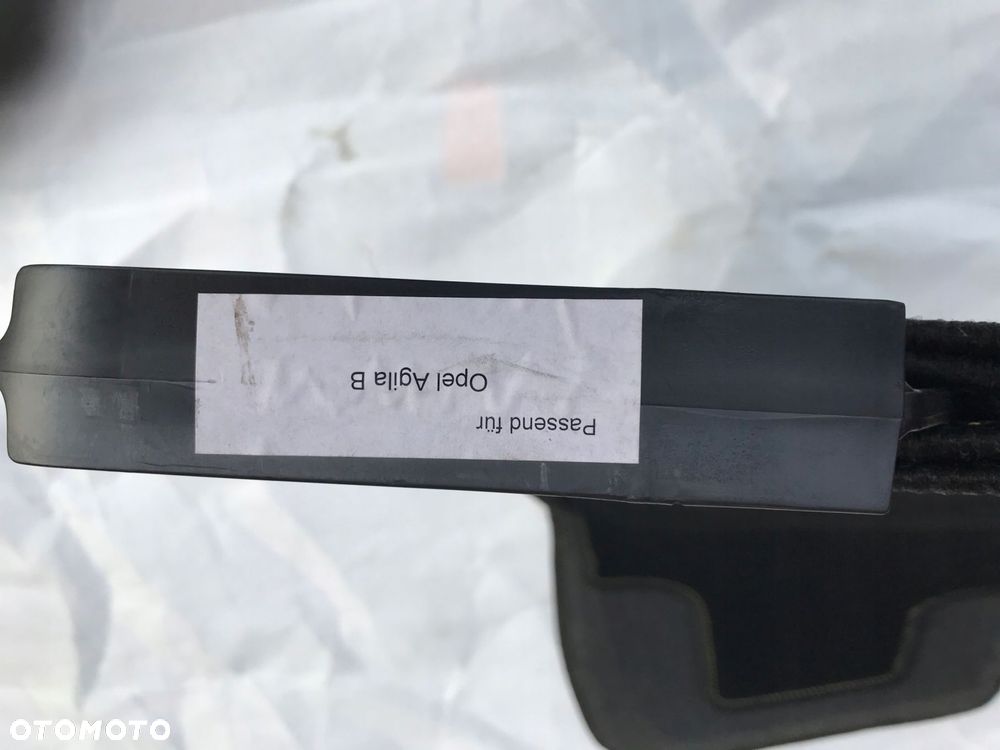 Passend für
Opel Agila B
OTOMOTO